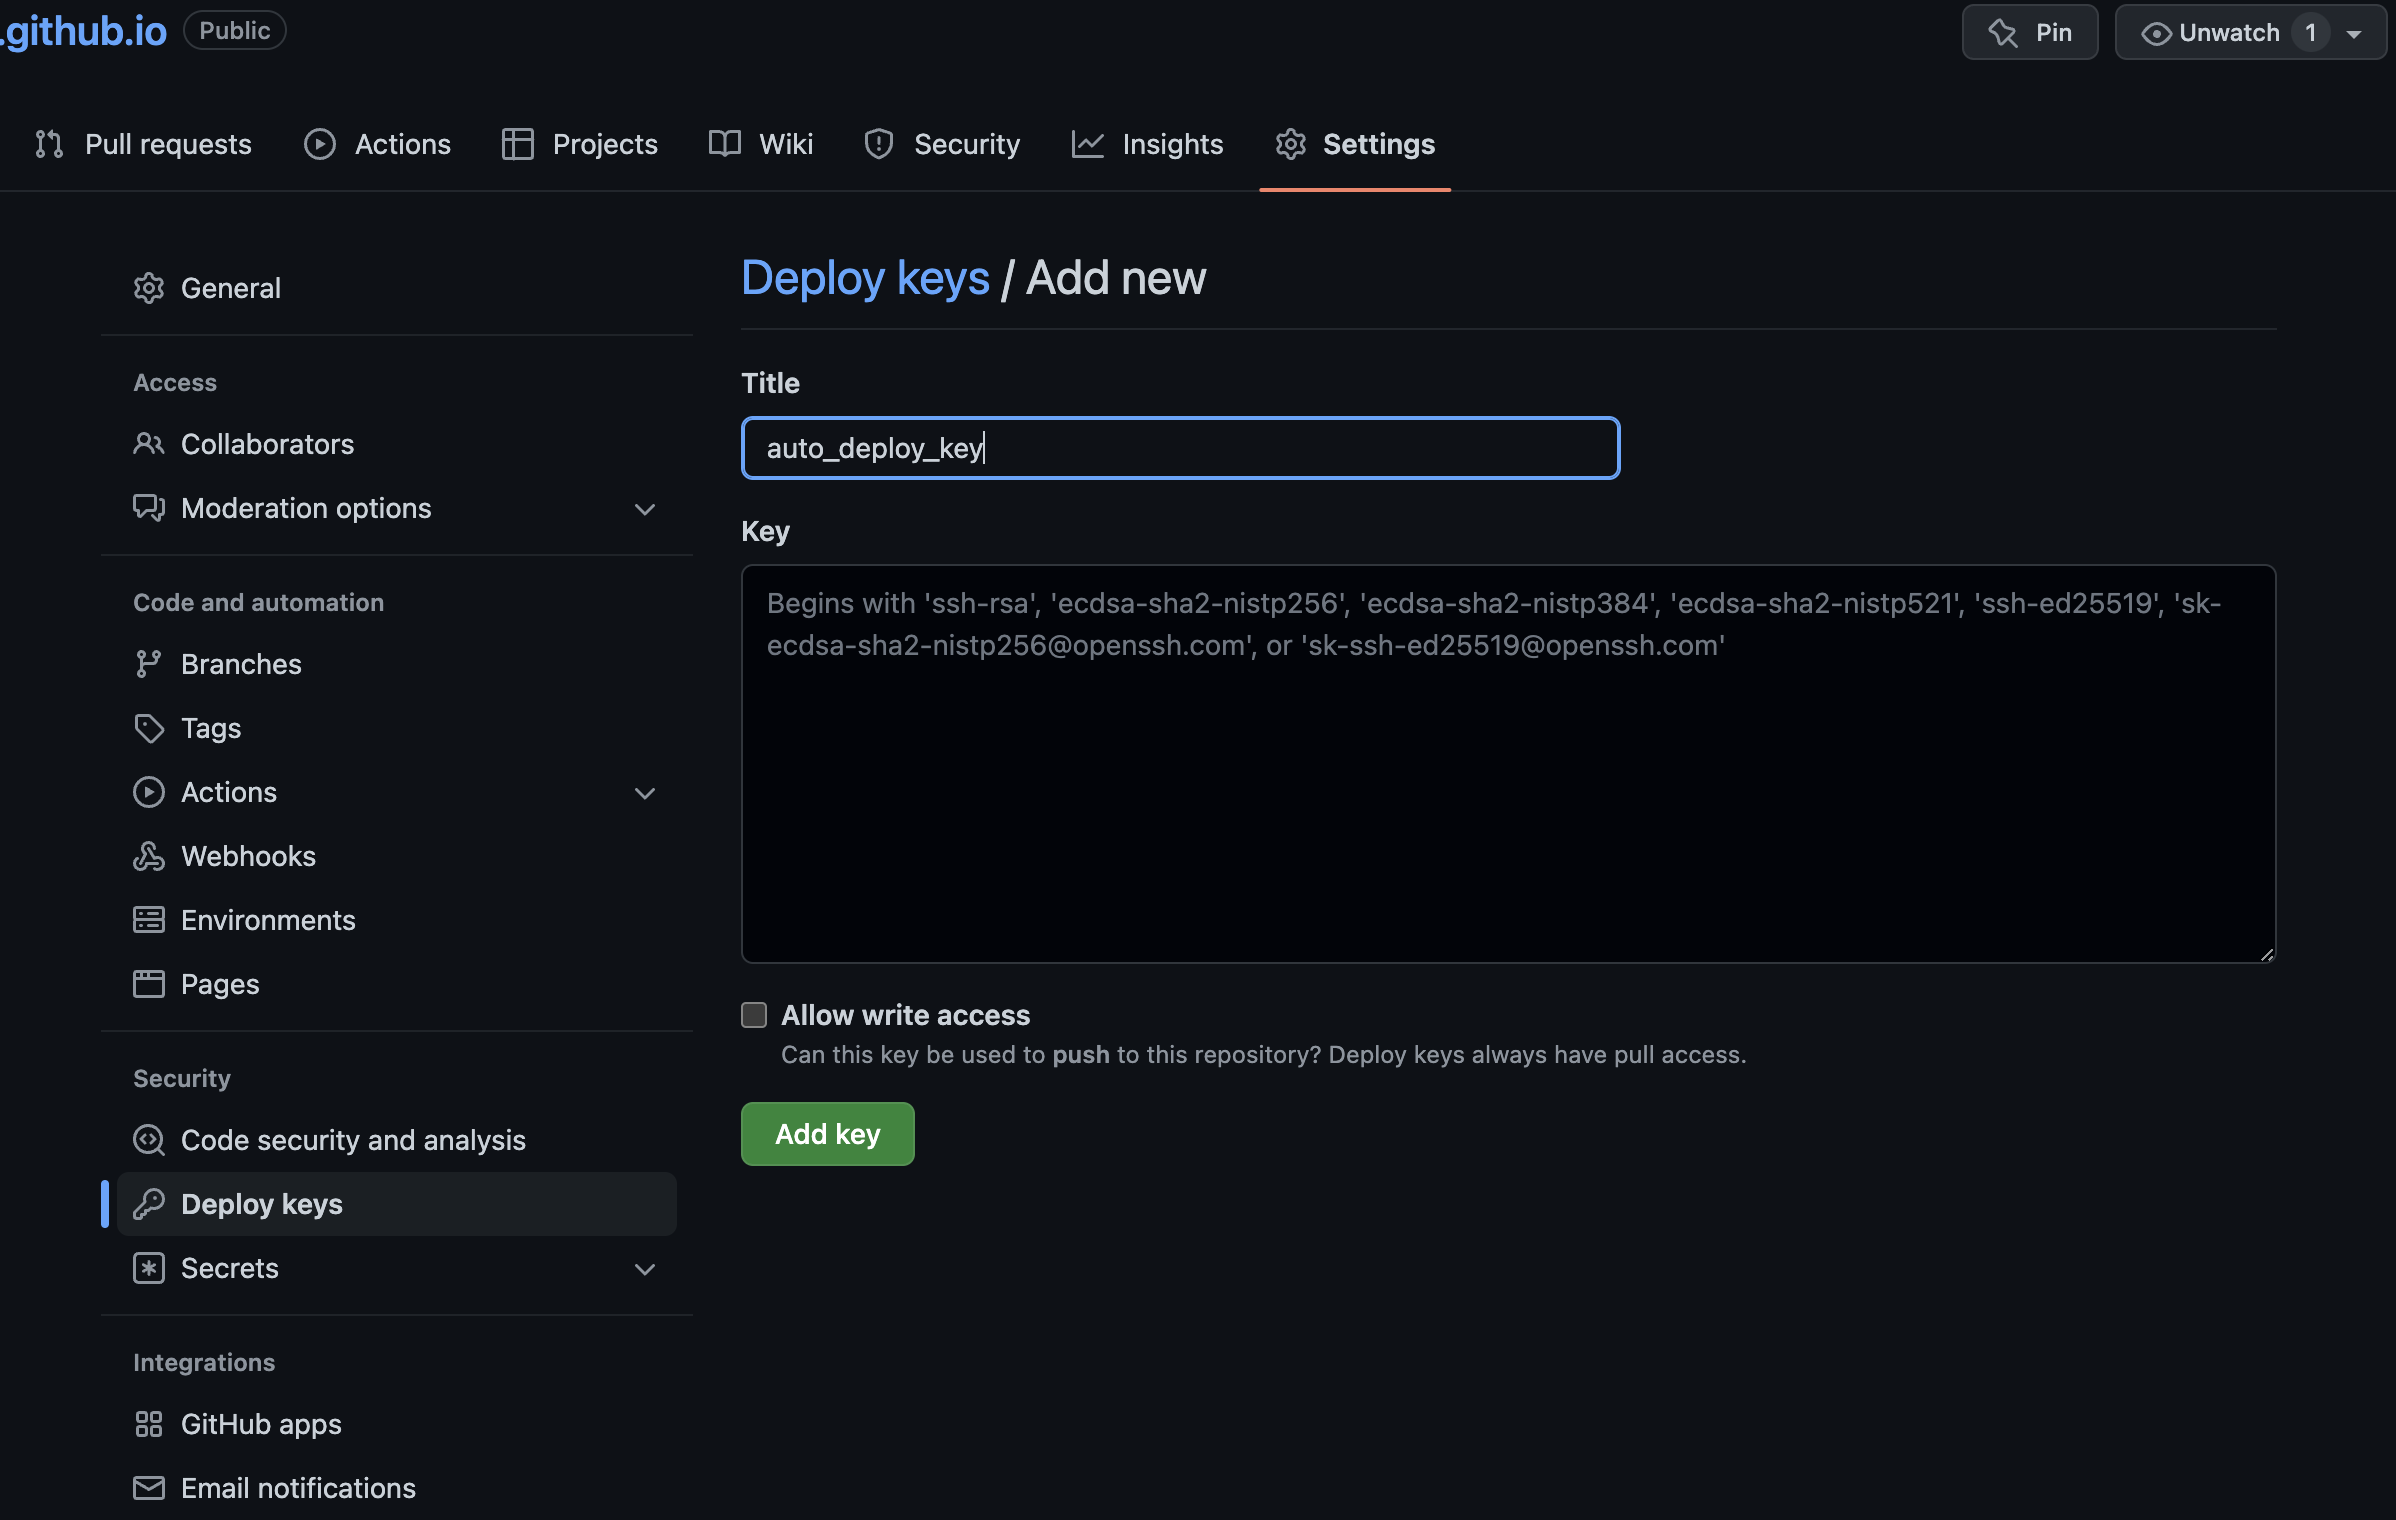 .github.io Public
Pin
Unwatch 1
Pull requests
Actions
Projects
Wiki
Security
Insights
Settings
General
Access
Collaborators
Moderation options
Code and automation
Branches
Tags
Actions
Webhooks
Environments
Pages
Security
Code security and analysis
Deploy keys
Secrets
Integrations
GitHub apps
Email notifications
Deploy keys / Add new
Title
auto_deploy_key
Key
Begins with 'ssh-rsa', 'ecdsa-sha2-nistp256', 'ecdsa-sha2-nistp384', 'ecdsa-sha2-nistp521', 'ssh-ed25519', 'sk-
ecdsa-sha2-nistp256@openssh.com', or 'sk-ssh-ed25519@openssh.com'
Allow write access
Can this key be used to push to this repository? Deploy keys always have pull access.
Add key